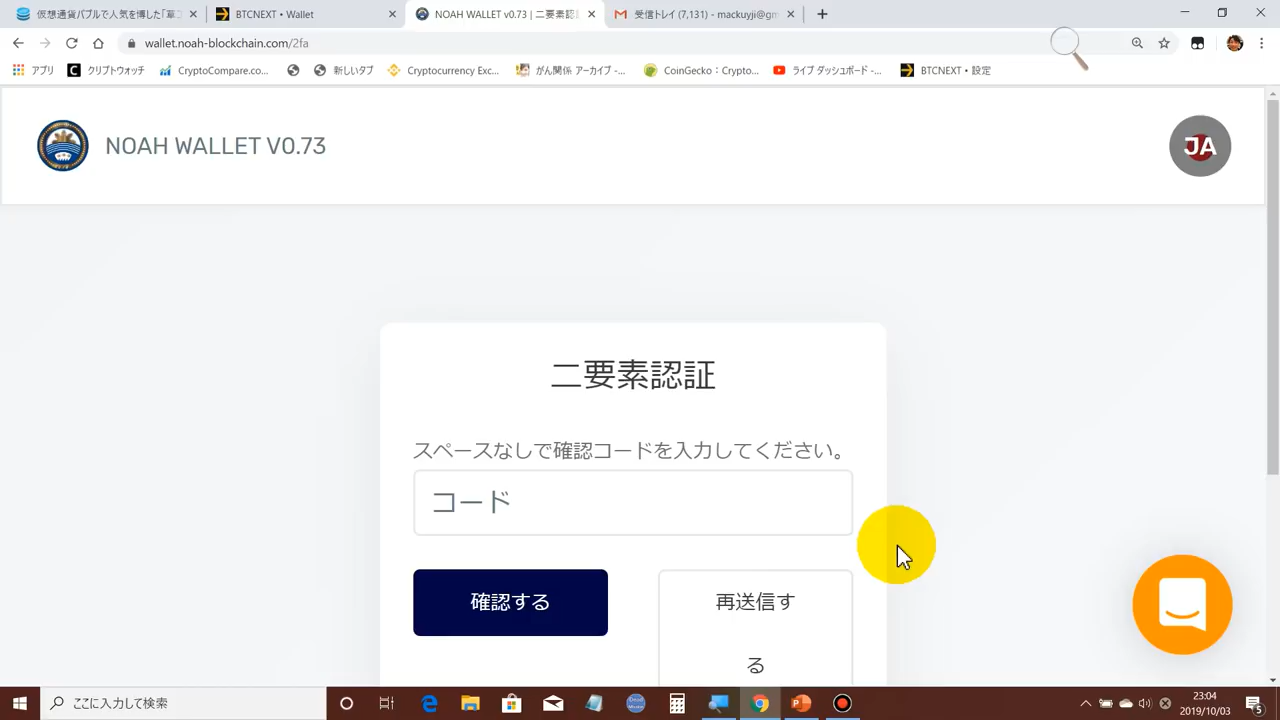 仮想通貨バブルで人気を博した「草コ
BTCNEXT • Wallet
NOAH WALLET v0.73 | 二要素認
受信トレイ (7,131) - mackuyji@gm
wallet.noah-blockchain.com/2fa
アプリ
クリプトウォッチ
CryptoCompare.co...
新しいタブ
Cryptocurrency Exc...
がん関係 アーカイブ -...
CoinGecko：Crypto...
ライブ ダッシュボード -...
BTCNEXT • 設定
NOAH WALLET V0.73
JA
二要素認証
スペースなしで確認コードを入力してください。
コード
確認する
再送信す
る
ここに入力して検索
23:04
2019/10/03
5